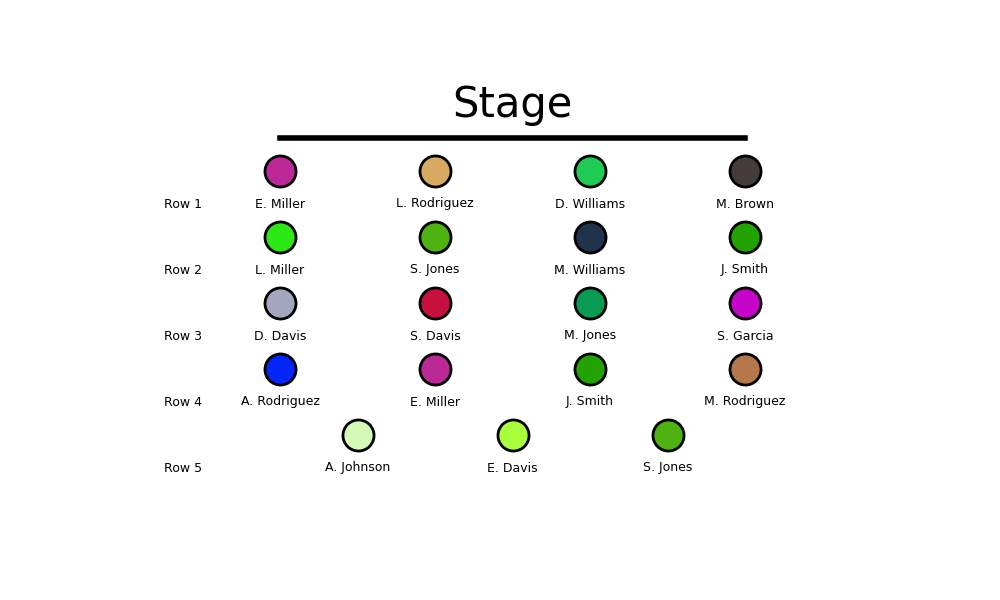 Stage
Row 1 E. Miller L. Rodriguez D. Williams M. Brown
Row 2 L. Miller S. Jones M. Williams J. Smith
Row 3 D. Davis S. Davis M. Jones S. Garcia
Row 4 A. Rodriguez E. Miller J. Smith M. Rodriguez
Row 5 A. Johnson E. Davis S. Jones